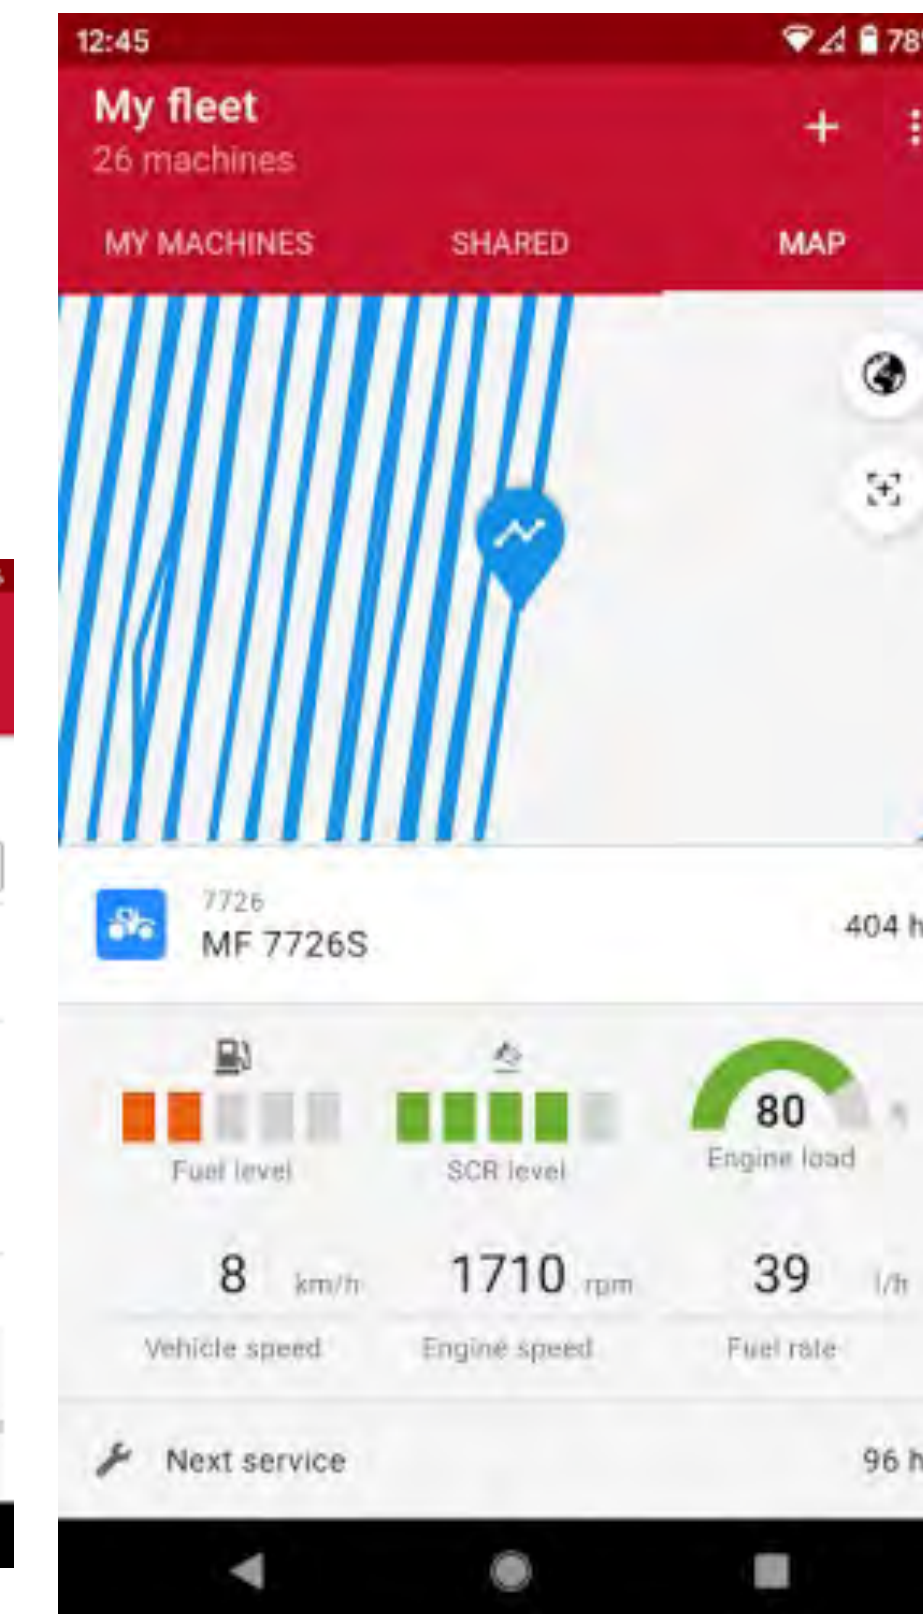 12:45 78
My fleet
26 machines
MY MACHINES SHARED MAP
7726
MF 7726S 404 h
80
Fuel level SCR level Engine load
8 km/h 1710 rpm 39 l/h
Vehicle speed Engine speed Fuel rate
Next service 96 h